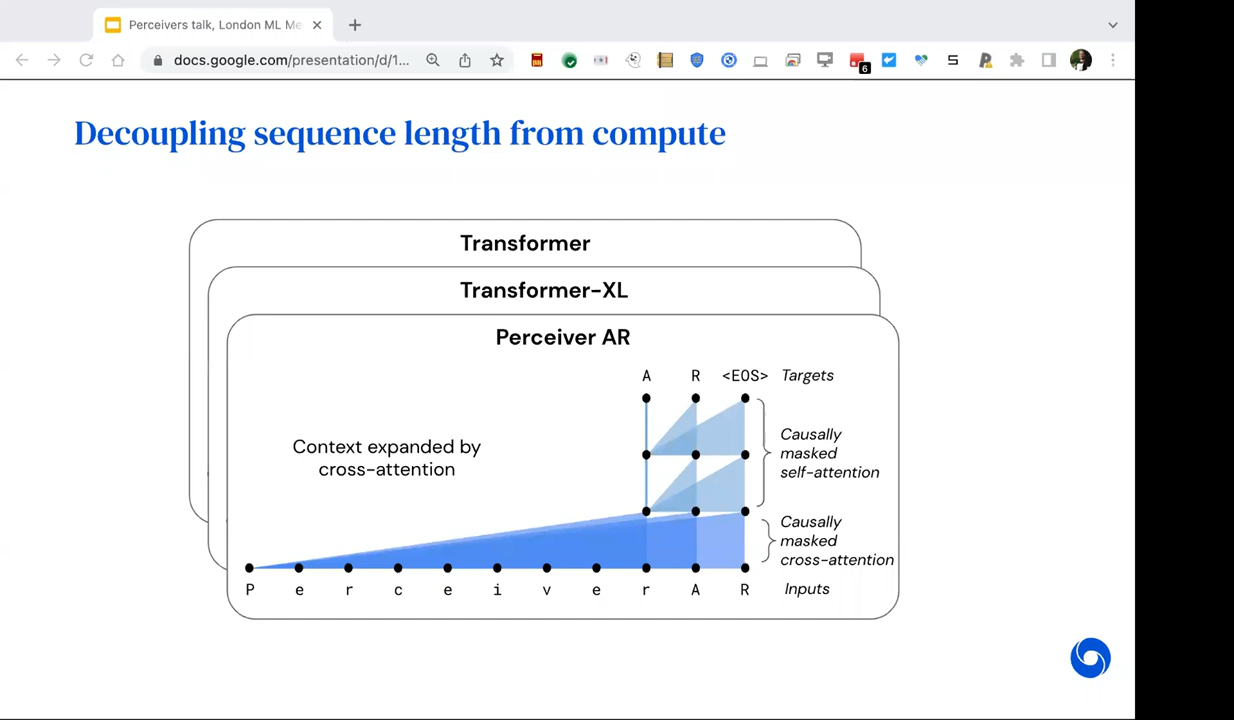 Perceivers talk, London ML Me
docs.google.com/presentation/d/1...
6
S
Decoupling sequence length from compute
Transformer
Transformer-XL
Perceiver AR
A R <EOS> Targets
Context expanded by
cross-attention
Causally
masked
self-attention
Causally
masked
cross-attention
P e r c e i v e r A R Inputs